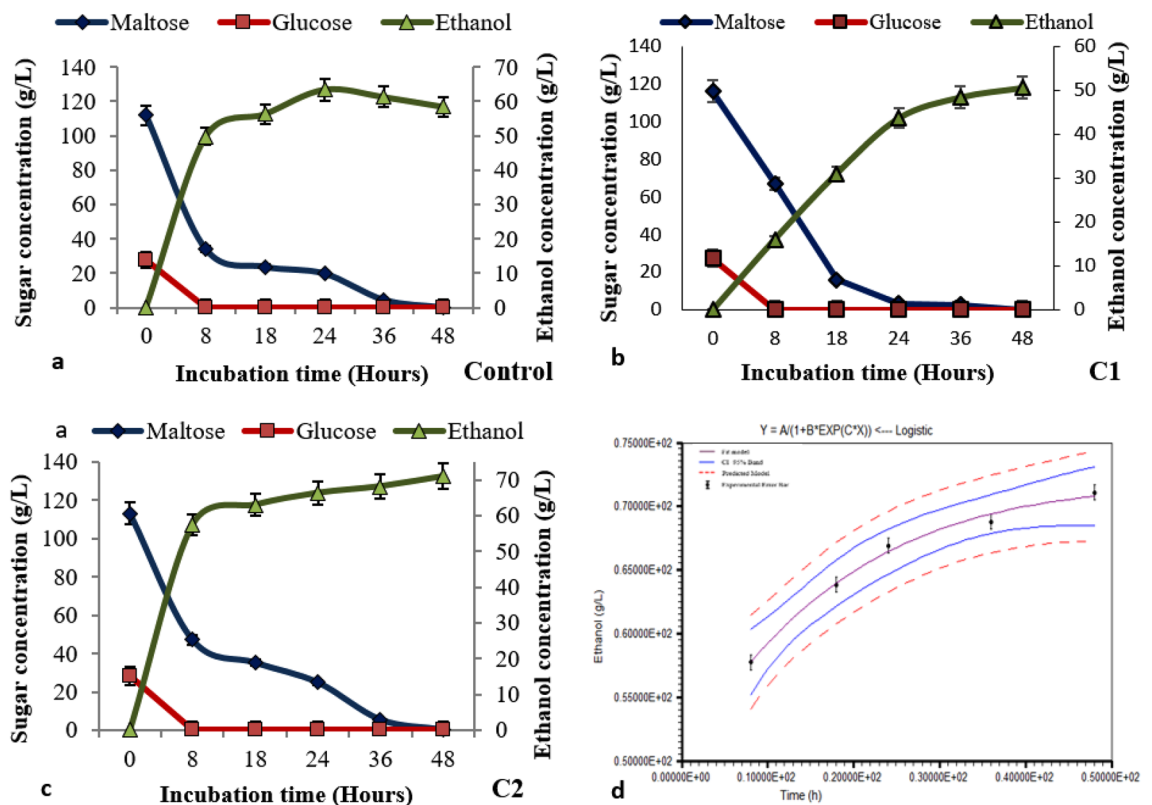 Maltose Glucose Ethanol
Sugar concentration (g/L)
140
120
100
80
60
40
20
0
70
60
50
40
30
20
10
0
Ethanol concentration (g/L)
0 8 18 24 36 48
a Incubation time (Hours) Control
Maltose Glucose Ethanol
Sugar concentration (g/L)
140
120
100
80
60
40
20
0
60
50
40
30
20
10
0
Ethanol concentration (g/L)
0 8 18 24 36 48
b Incubation time (Hours) C1
a Maltose Glucose Ethanol
Sugar concentration (g/L)
140
120
100
80
60
40
20
0
70
60
50
40
30
20
10
0
Ethanol concentration (g/L)
0 8 18 24 36 48
c Incubation time (Hours) C2
Y = A/(1+B*EXP(C*X)) <--- Logistic
Fit model
CI 95% Band
Predicted Model
Experimental Error Bar
Ethanol (g/L)
0.75000E+02
0.70000E+02
0.65000E+02
0.60000E+02
0.55000E+02
0.50000E+02
0.00000E+00 0.10000E+02 0.20000E+02 0.30000E+02 0.40000E+02 0.50000E+02
Time (h) d